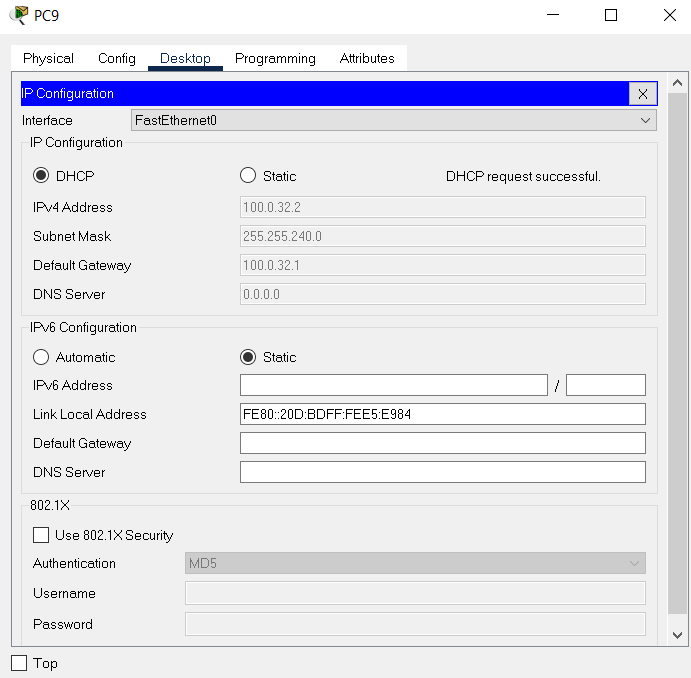 PC9
Physical Config Desktop Programming Attributes
IP Configuration X
Interface FastEthernet0
IP Configuration
DHCP Static DHCP request successful.
IPv4 Address 100.0.32.2
Subnet Mask 255.255.240.0
Default Gateway 100.0.32.1
DNS Server 0.0.0.0
IPv6 Configuration
Automatic Static
IPv6 Address /
Link Local Address FE80::20D:BDFF:FEE5:E984
Default Gateway
DNS Server
802.1X
Use 802.1X Security
Authentication MD5
Username
Password
Top